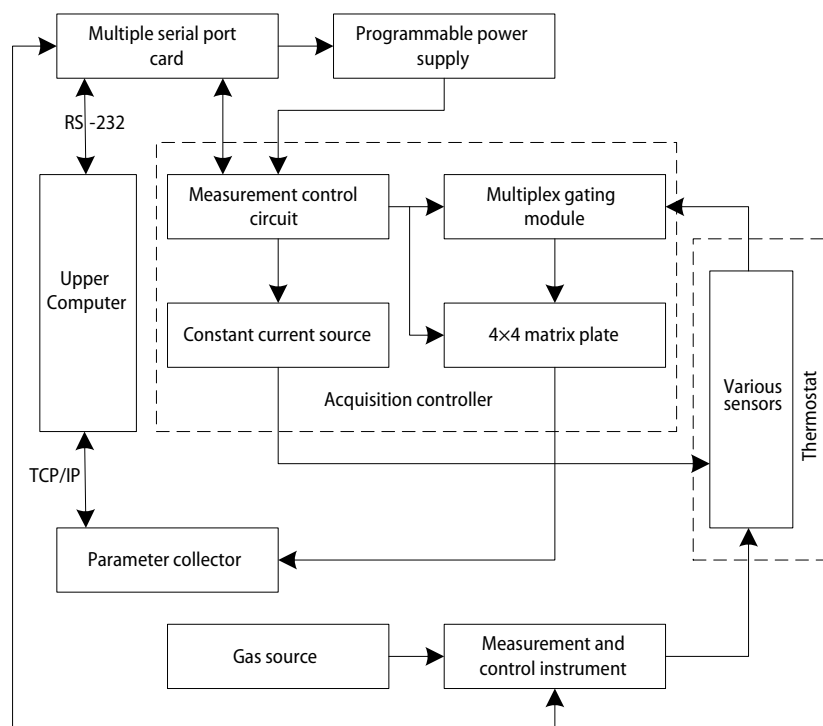 Multiple serial port
card
Programmable power
supply
RS-232
Measurement control
circuit
Multiplex gating
module
Upper
Computer
Constant current source
4×4 matrix plate
Various
sensors
Thermostat
Acquisition controller
TCP/IP
Parameter collector
Gas source
Measurement and
control instrument